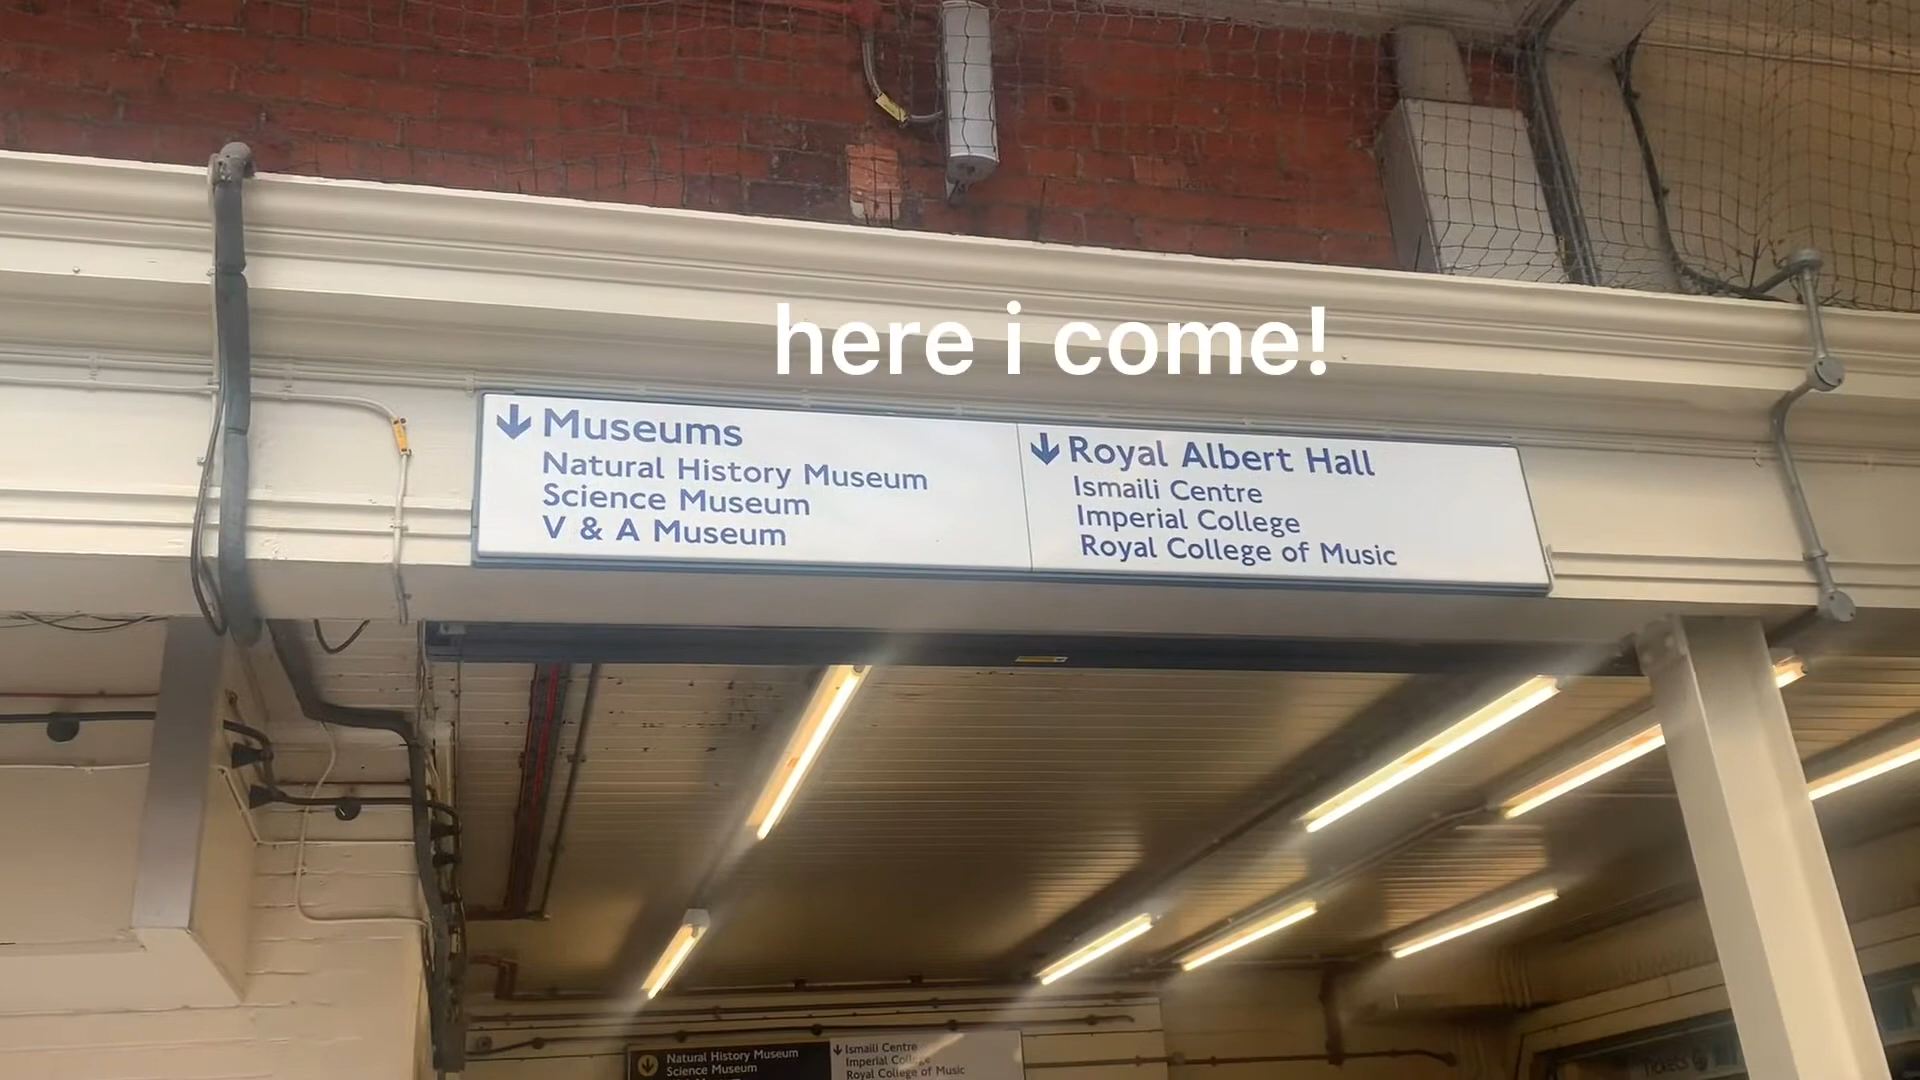 here i come!
↓ Museums
Natural History Museum
Science Museum
V & A Museum
↓ Royal Albert Hall
Ismaili Centre
Imperial College
Royal College of Music
↓ Natural History Museum
Science Museum
↓ Ismaili Centre
Imperial College
Royal College of Music